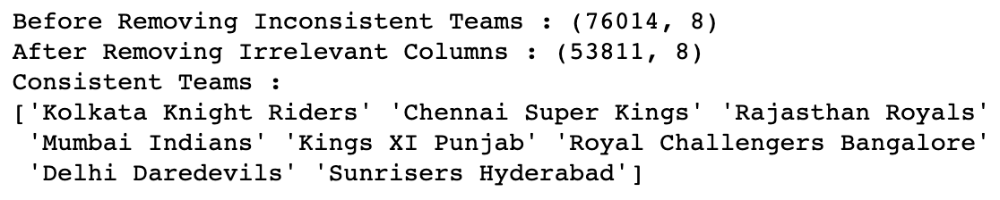 Before Removing Inconsistent Teams : (76014, 8)
After Removing Irrelevant Columns : (53811, 8)
Consistent Teams :
['Kolkata Knight Riders' 'Chennai Super Kings' 'Rajasthan Royals'
 'Mumbai Indians' 'Kings XI Punjab' 'Royal Challengers Bangalore'
 'Delhi Daredevils' 'Sunrisers Hyderabad']